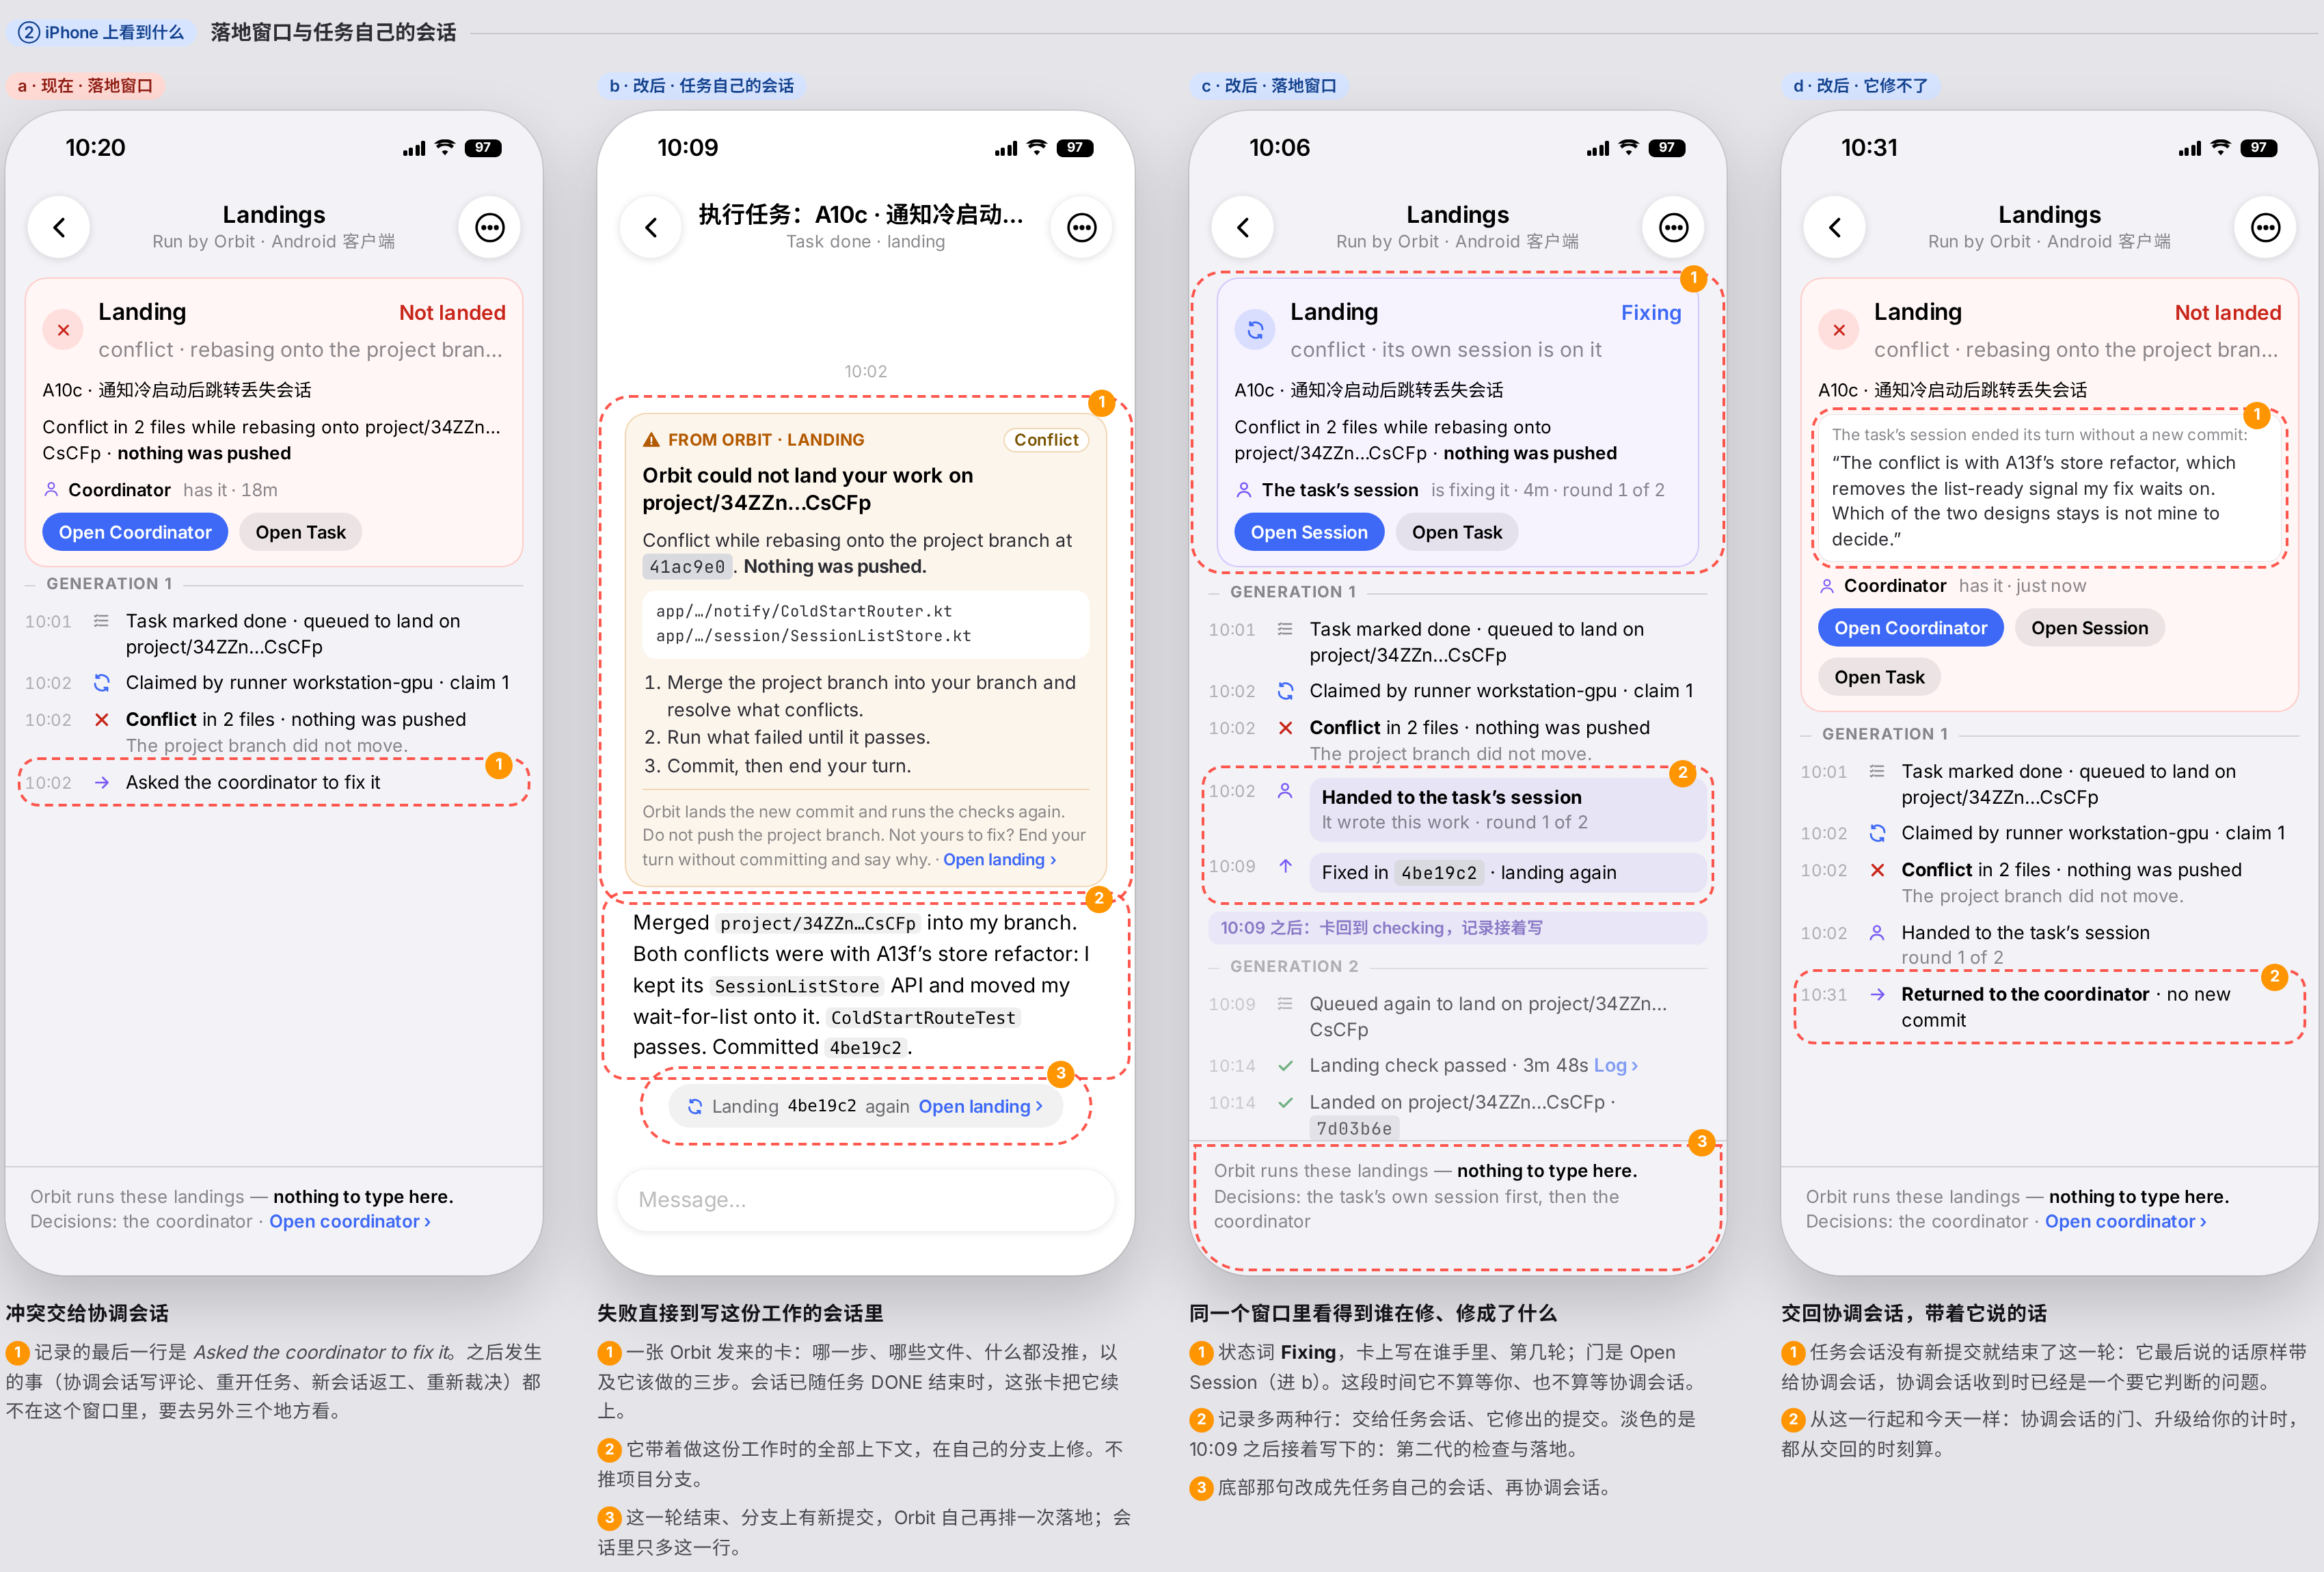 ② iPhone 上看到什么 落地窗口与任务自己的会话
a · 现在 · 落地窗口
10:20
97
Landings
Run by Orbit · Android 客户端
Landing Not landed
conflict · rebasing onto the project bran...
A10c · 通知冷启动后跳转丢失会话
Conflict in 2 files while rebasing onto project/34ZZn...
CsCFp · nothing was pushed
Coordinator has it · 18m
Open Coordinator Open Task
GENERATION 1
10:01 Task marked done · queued to land on
project/34ZZn...CsCFp
10:02 Claimed by runner workstation-gpu · claim 1
10:02 Conflict in 2 files · nothing was pushed
The project branch did not move.
1
10:02 → Asked the coordinator to fix it
Orbit runs these landings — nothing to type here.
Decisions: the coordinator · Open coordinator ›
冲突交给协调会话
1 记录的最后一行是 Asked the coordinator to fix it。之后发生
的事（协调会话写评论、重开任务、新会话返工、重新裁决）都
不在这个窗口里，要去另外三个地方看。
b · 改后 · 任务自己的会话
10:09
97
执行任务：A10c · 通知冷启动...
Task done · landing
10:02
1
FROM ORBIT · LANDING Conflict
Orbit could not land your work on
project/34ZZn...CsCFp
Conflict while rebasing onto the project branch at
41ac9e0. Nothing was pushed.
app/…/notify/ColdStartRouter.kt
app/…/session/SessionListStore.kt
1. Merge the project branch into your branch and
resolve what conflicts.
2. Run what failed until it passes.
3. Commit, then end your turn.
Orbit lands the new commit and runs the checks again.
Do not push the project branch. Not yours to fix? End your
turn without committing and say why. · Open landing ›
2
Merged project/34ZZn…CsCFp into my branch.
Both conflicts were with A13f’s store refactor: I
kept its SessionListStore API and moved my
wait-for-list onto it. ColdStartRouteTest
passes. Committed 4be19c2.
3
Landing 4be19c2 again Open landing ›
Message...
失败直接到写这份工作的会话里
1 一张 Orbit 发来的卡：哪一步、哪些文件、什么都没推，以
及它该做的三步。会话已随任务 DONE 结束时，这张卡把它续
上。
2 它带着做这份工作时的全部上下文，在自己的分支上修。不
推项目分支。
3 这一轮结束、分支上有新提交，Orbit 自己再排一次落地；会
话里只多这一行。
c · 改后 · 落地窗口
10:06
97
Landings
Run by Orbit · Android 客户端
1
Landing Fixing
conflict · its own session is on it
A10c · 通知冷启动后跳转丢失会话
Conflict in 2 files while rebasing onto
project/34ZZn...CsCFp · nothing was pushed
The task’s session is fixing it · 4m · round 1 of 2
Open Session Open Task
GENERATION 1
10:01 Task marked done · queued to land on
project/34ZZn...CsCFp
10:02 Claimed by runner workstation-gpu · claim 1
10:02 Conflict in 2 files · nothing was pushed
The project branch did not move.
2
10:02 Handed to the task’s session
It wrote this work · round 1 of 2
10:09 ↑ Fixed in 4be19c2 · landing again
10:09 之后：卡回到 checking，记录接着写
GENERATION 2
10:09 Queued again to land on project/34ZZn...
CsCFp
10:14 Landing check passed · 3m 48s Log ›
10:14 Landed on project/34ZZn...CsCFp ·
7d03b6e
3
Orbit runs these landings — nothing to type here.
Decisions: the task’s own session first, then the
coordinator
同一个窗口里看得到谁在修、修成了什么
1 状态词 Fixing，卡上写在谁手里、第几轮；门是 Open
Session（进 b）。这段时间它不算等你、也不算等协调会话。
2 记录多两种行：交给任务会话、它修出的提交。淡色的是
10:09 之后接着写下的：第二代的检查与落地。
3 底部那句改成先任务自己的会话、再协调会话。
d · 改后 · 它修不了
10:31
97
Landings
Run by Orbit · Android 客户端
Landing Not landed
conflict · rebasing onto the project bran...
A10c · 通知冷启动后跳转丢失会话
1
The task’s session ended its turn without a new commit:
“The conflict is with A13f’s store refactor, which
removes the list-ready signal my fix waits on.
Which of the two designs stays is not mine to
decide.”
Coordinator has it · just now
Open Coordinator Open Session
Open Task
GENERATION 1
10:01 Task marked done · queued to land on
project/34ZZn...CsCFp
10:02 Claimed by runner workstation-gpu · claim 1
10:02 Conflict in 2 files · nothing was pushed
The project branch did not move.
10:02 Handed to the task’s session
round 1 of 2
2
10:31 → Returned to the coordinator · no new
commit
Orbit runs these landings — nothing to type here.
Decisions: the coordinator · Open coordinator ›
交回协调会话，带着它说的话
1 任务会话没有新提交就结束了这一轮：它最后说的话原样带
给协调会话，协调会话收到时已经是一个要它判断的问题。
2 从这一行起和今天一样：协调会话的门、升级给你的计时，
都从交回的时刻算。